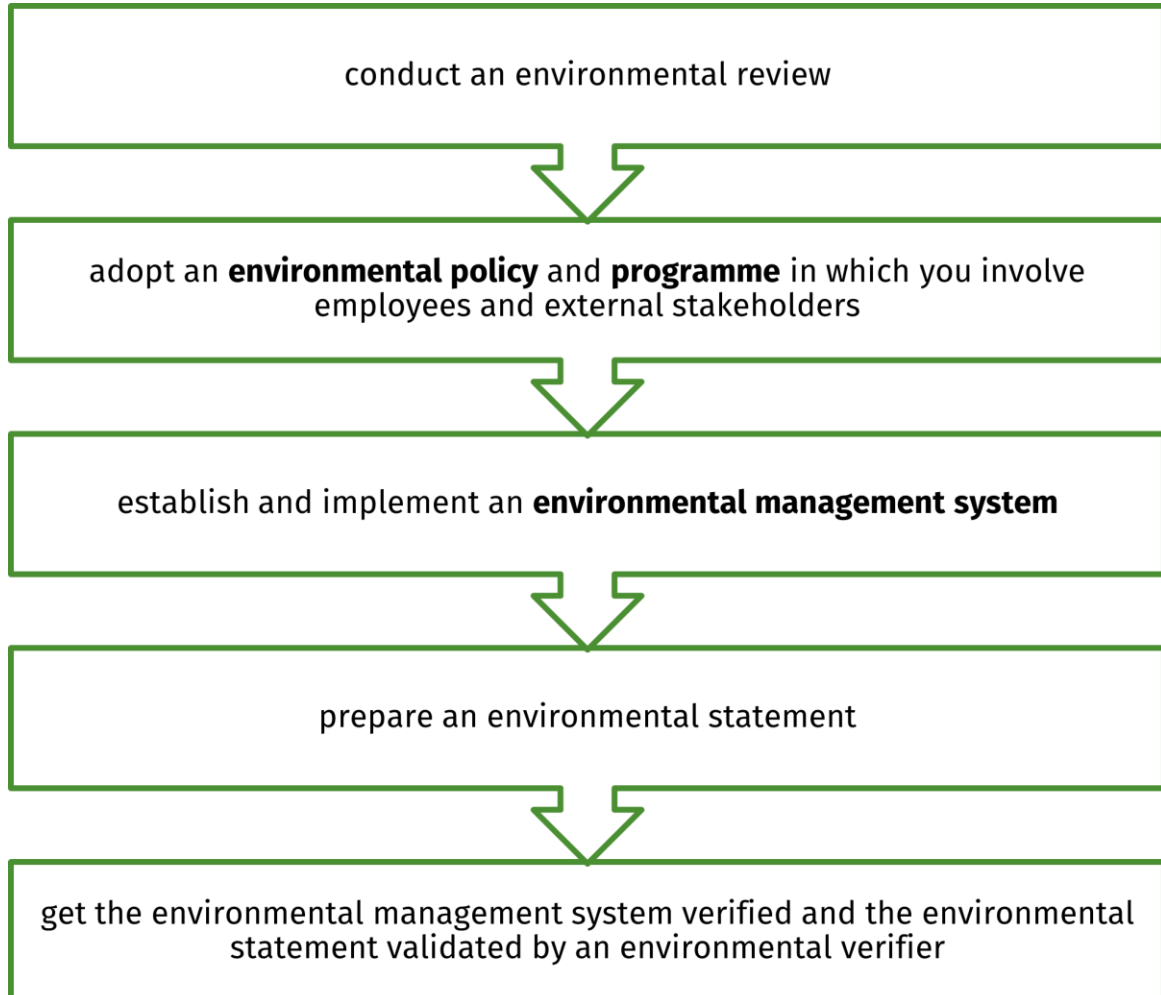 conduct an environmental review
adopt an environmental policy and programme in which you involve
employees and external stakeholders
establish and implement an environmental management system
prepare an environmental statement
get the environmental management system verified and the environmental
statement validated by an environmental verifier